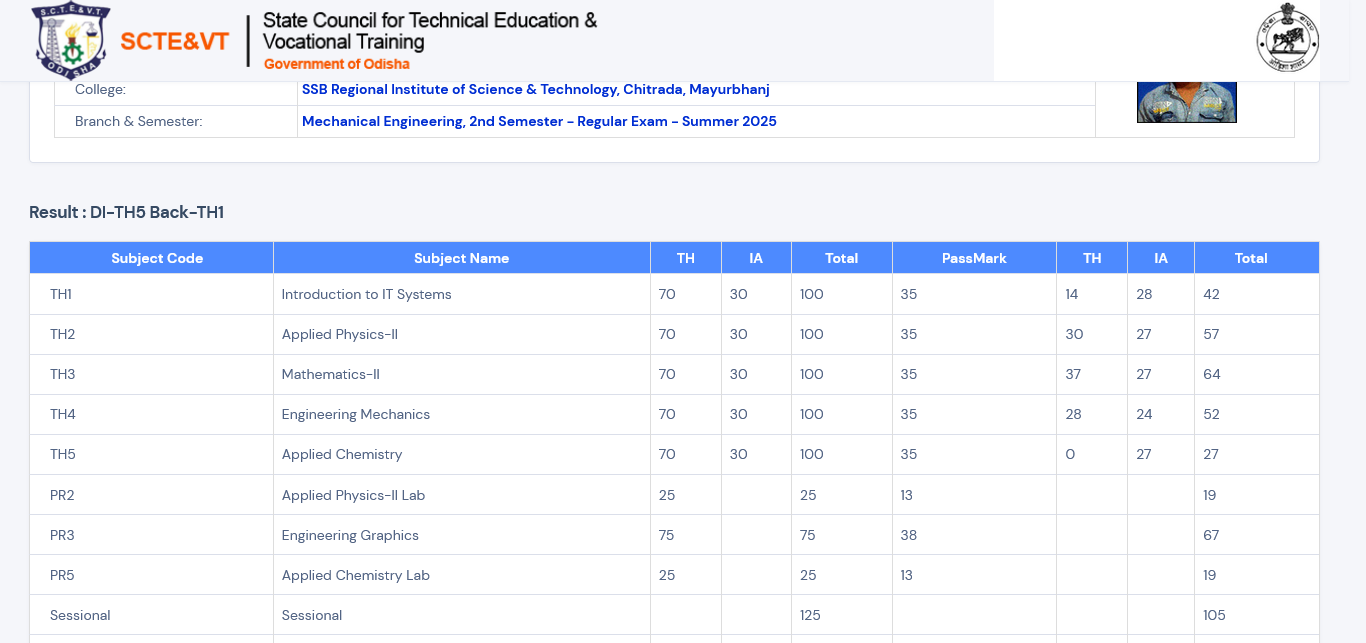 S.C.T.E.& V.T.
ODISHA
SCTE&VT
State Council for Technical Education &
Vocational Training
Government of Odisha
College: SSB Regional Institute of Science & Technology, Chitrada, Mayurbhanj
Branch & Semester: Mechanical Engineering, 2nd Semester - Regular Exam - Summer 2025
Result : DI-TH5 Back-TH1
Subject Code Subject Name TH IA Total PassMark TH IA Total
TH1 Introduction to IT Systems 70 30 100 35 14 28 42
TH2 Applied Physics-II 70 30 100 35 30 27 57
TH3 Mathematics-II 70 30 100 35 37 27 64
TH4 Engineering Mechanics 70 30 100 35 28 24 52
TH5 Applied Chemistry 70 30 100 35 0 27 27
PR2 Applied Physics-II Lab 25 25 13 19
PR3 Engineering Graphics 75 75 38 67
PR5 Applied Chemistry Lab 25 25 13 19
Sessional Sessional 125 105